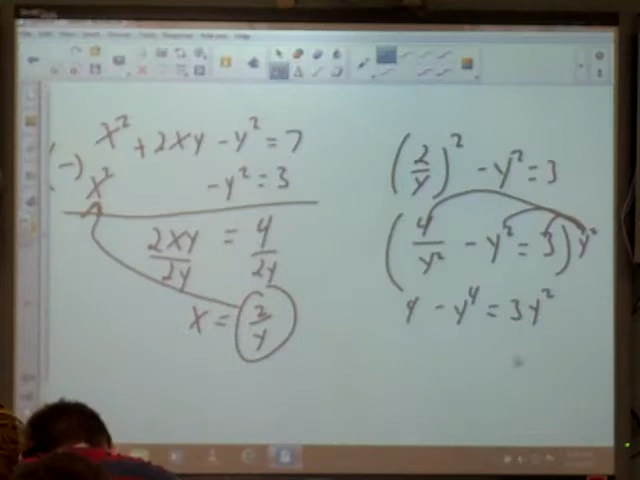 x² + 2xy - y² = 7
(-) x² - y² = 3
2xy/2y = 4/2y
x = 2/y
(2/y)² - y² = 3
(4/y² - y² = 3) y²
4 - y⁴ = 3y²